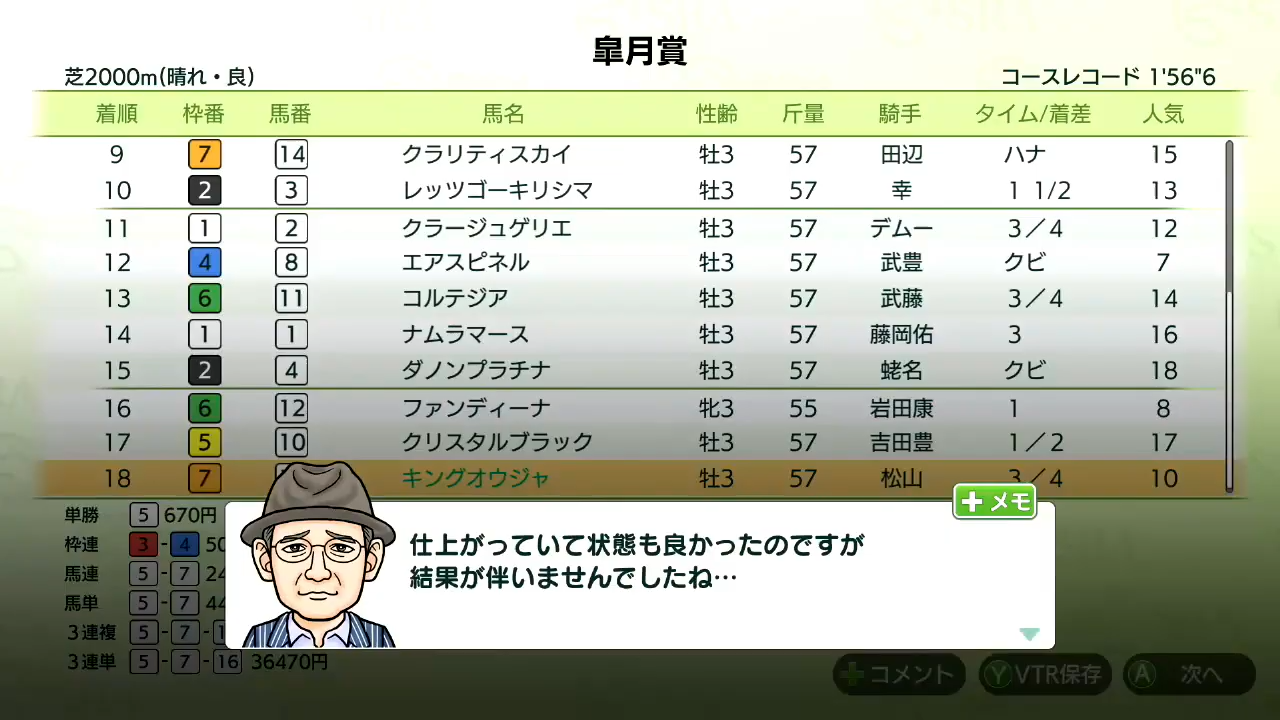 皐月賞
芝2000m(晴れ・良)
コースレコード 1'56"6
着順 枠番 馬番 馬名 性齢 斤量 騎手 タイム/着差 人気
9 7 14 クラリティスカイ 牡3 57 田辺 ハナ 15
10 2 3 レッツゴーキリシマ 牡3 57 幸 1 1/2 13
11 1 2 クラージュゲリエ 牡3 57 デムー 3/4 12
12 4 8 エアスピネル 牡3 57 武豊 クビ 7
13 6 11 コルテジア 牡3 57 武藤 3/4 14
14 1 1 ナムラマース 牡3 57 藤岡佑 3 16
15 2 4 ダノンプラチナ 牡3 57 蛯名 クビ 18
16 6 12 ファンディーナ 牝3 55 岩田康 1 8
17 5 10 クリスタルブラック 牡3 57 吉田豊 1/2 17
18 7 キングオウジャ 牡3 57 松山 3/4 10
単勝 5 670円
枠連 3 - 4 50
馬連 5 - 7 24
馬単 5 - 7 44
3連複 5 - 7 - 1
3連単 5 - 7 - 16 36470円
+メモ
仕上がっていて状態も良かったのですが
結果が伴いませんでしたね…
+コメント Y VTR保存 A 次へ